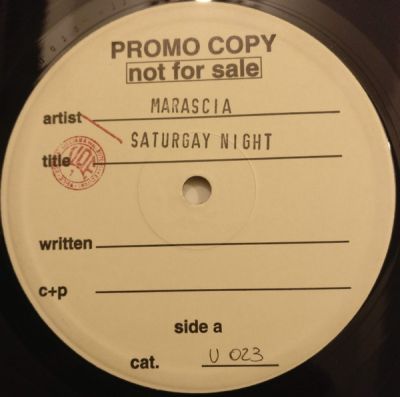 PROMO COPY
not for sale
artist MARASCIA
title SATURGAY NIGHT
written
c+p
side a
cat. U 023